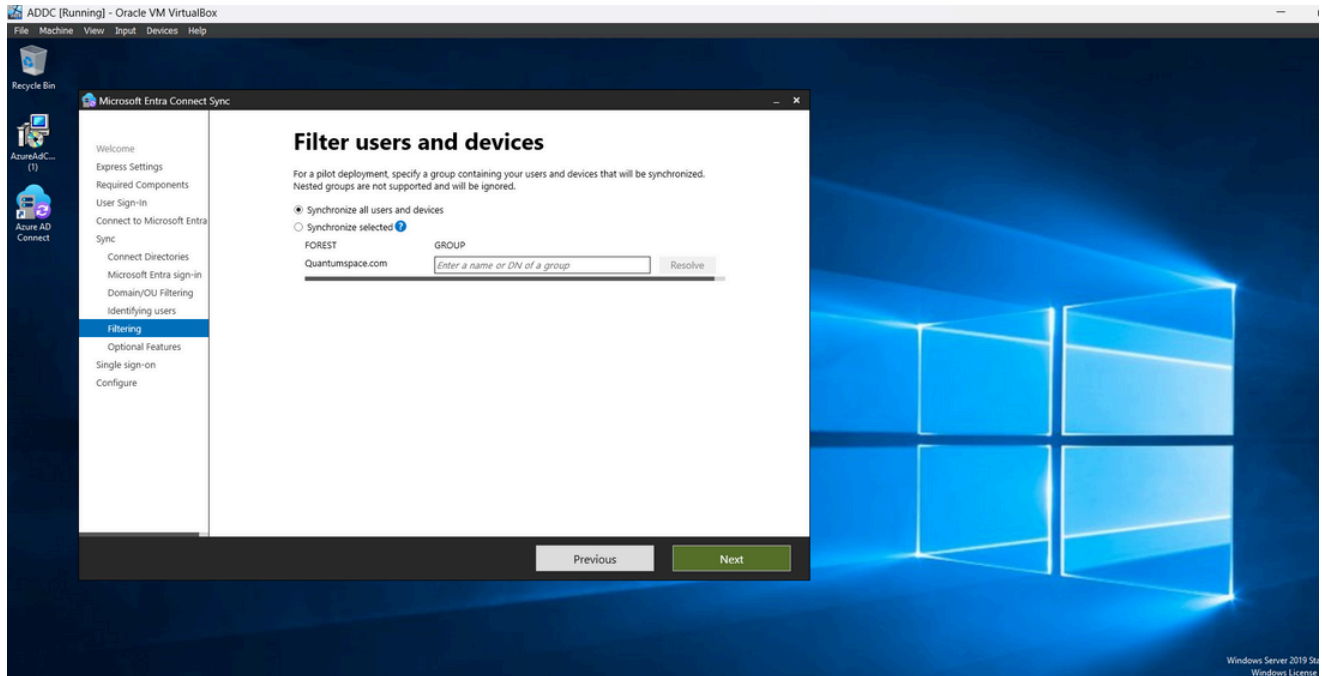 ADDC [Running] - Oracle VM VirtualBox
File Machine View Input Devices Help
Recycle Bin
AzureAdC...
(1)
Azure AD
Connect
Microsoft Entra Connect Sync
Welcome
Express Settings
Required Components
User Sign-In
Connect to Microsoft Entra
Sync
Connect Directories
Microsoft Entra sign-in
Domain/OU Filtering
Identifying users
Filtering
Optional Features
Single sign-on
Configure
Filter users and devices
For a pilot deployment, specify a group containing your users and devices that will be synchronized.
Nested groups are not supported and will be ignored.
Synchronize all users and devices
Synchronize selected ?
FOREST GROUP
Quantumspace.com Enter a name or DN of a group Resolve
Previous Next
Windows Server 2019 Sta
Windows License